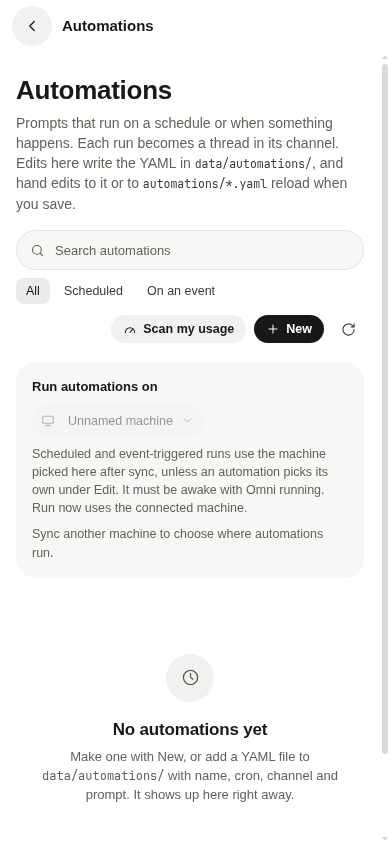 Automations
Automations
Prompts that run on a schedule or when something
happens. Each run becomes a thread in its channel.
Edits here write the YAML in data/automations/, and
hand edits to it or to automations/*.yaml reload when
you save.
Search automations
All Scheduled On an event
Scan my usage New
Run automations on
Unnamed machine
Scheduled and event-triggered runs use the machine
picked here after sync, unless an automation picks its
own under Edit. It must be awake with Omni running.
Run now uses the connected machine.
Sync another machine to choose where automations
run.
No automations yet
Make one with New, or add a YAML file to
data/automations/ with name, cron, channel and
prompt. It shows up here right away.